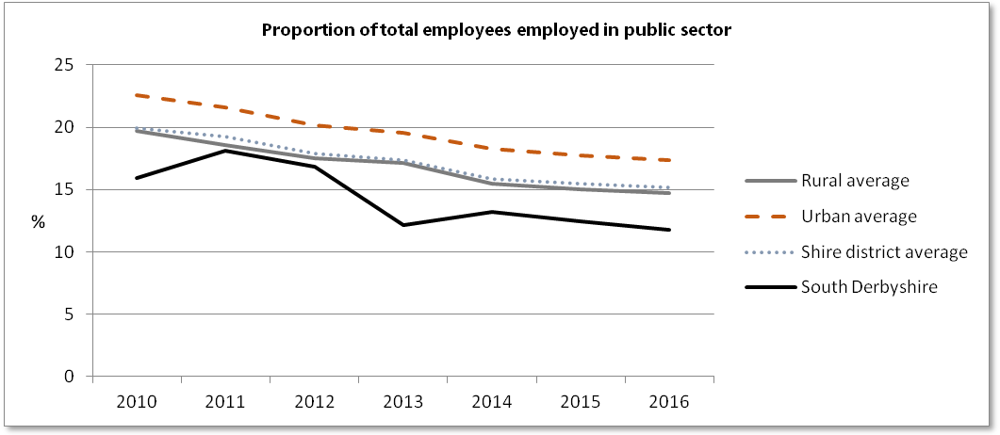 Proportion of total employees employed in public sector
25
20
15
10
5
0
%
2010 2011 2012 2013 2014 2015 2016
Rural average
Urban average
Shire district average
South Derbyshire